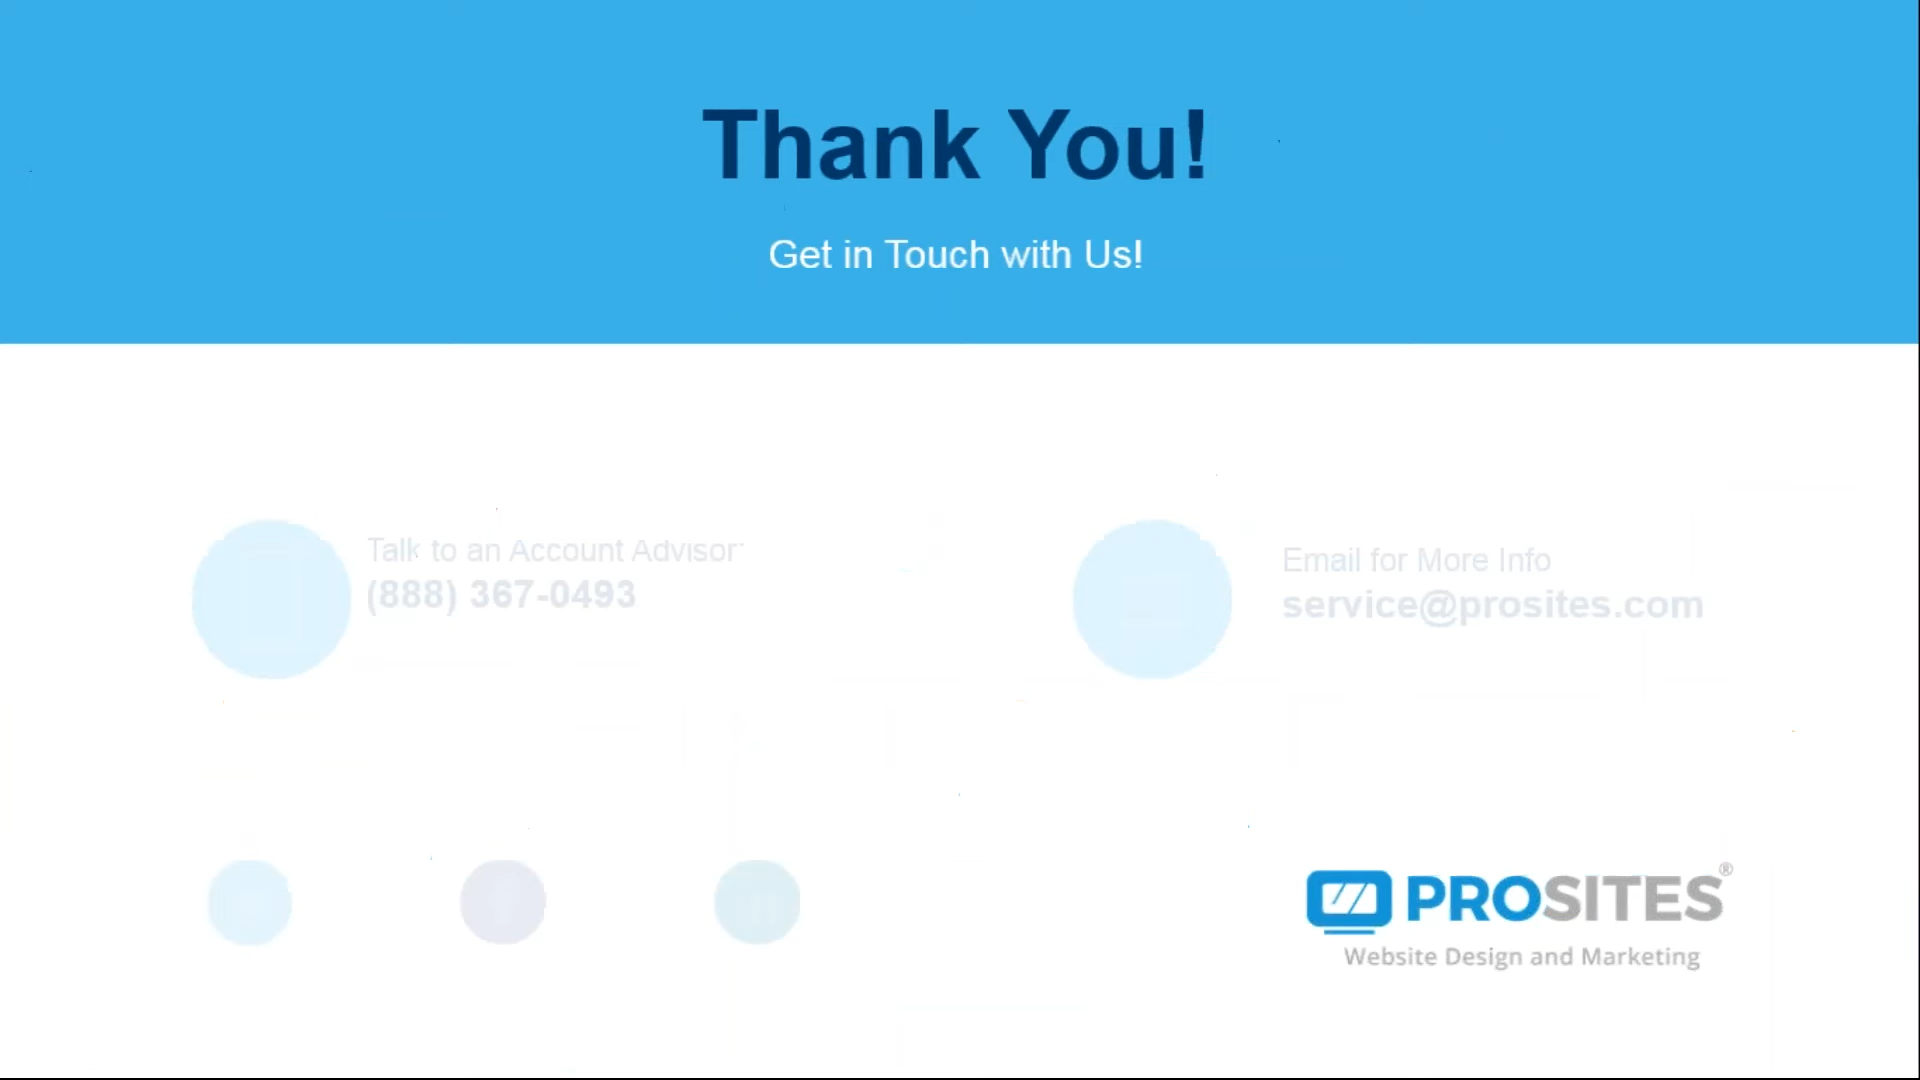 Thank You!
Get in Touch with Us!
Talk to an Account Advisor
(888) 367-0493
Email for More Info
service@prosites.com
PROSITES®
Website Design and Marketing